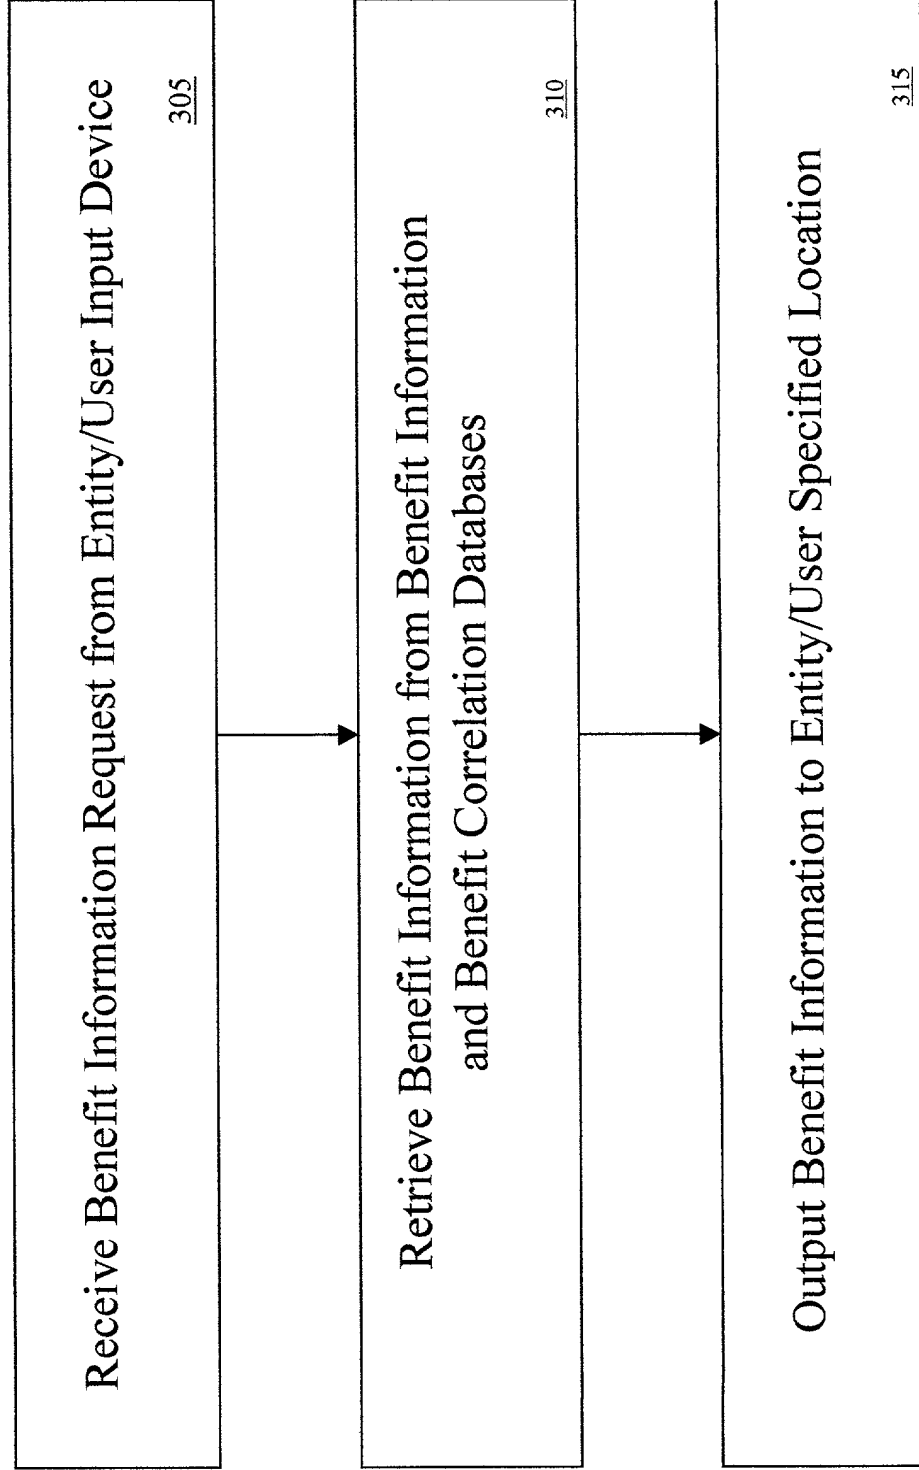 Receive Benefit Information Request from Entity/User Input Device
305
Retrieve Benefit Information from Benefit Information
and Benefit Correlation Databases
310
Output Benefit Information to Entity/User Specified Location
315